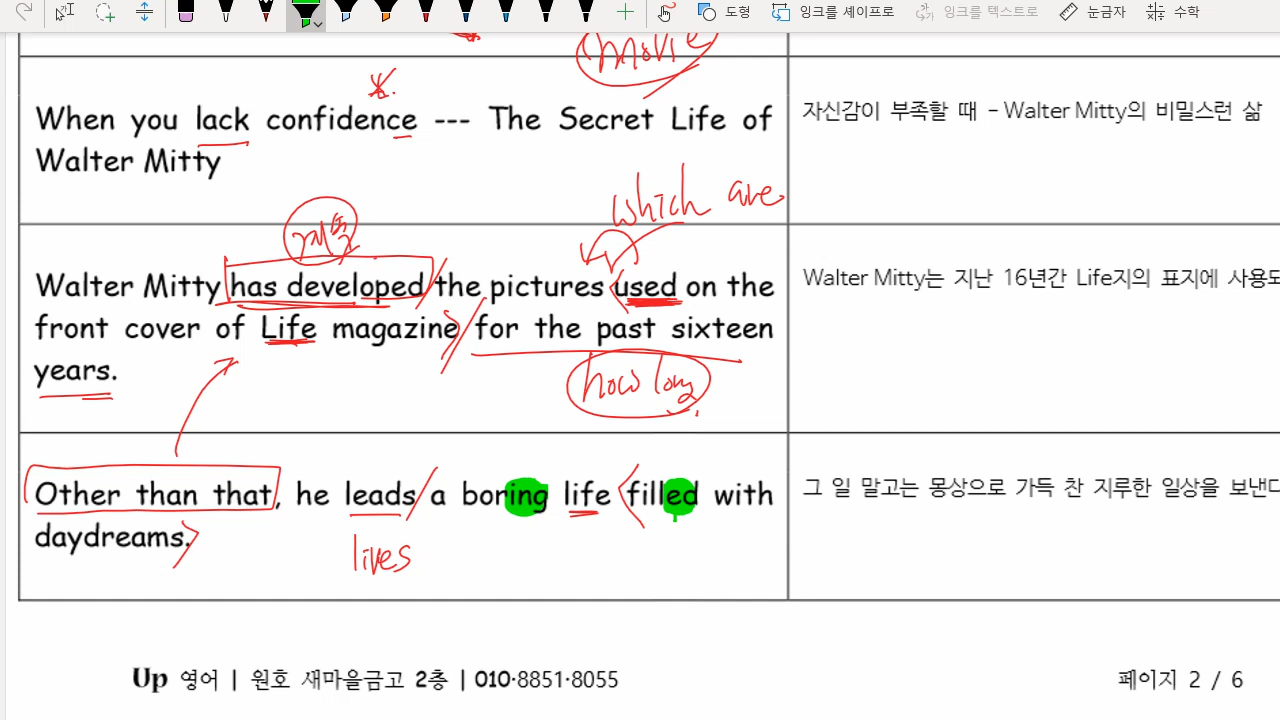 도형 잉크를 셰이프로 잉크를 텍스트로 눈금자 수학
movie
When you lack confidence --- The Secret Life of
Walter Mitty
자신감이 부족할 때 - Walter Mitty의 비밀스런 삶
which are
Walter Mitty has developed the pictures used on the
front cover of Life magazine for the past sixteen
years.
how long
Walter Mitty는 지난 16년간 Life지의 표지에 사용되
Other than that, he leads a boring life filled with
daydreams.
lives
그 일 말고는 몽상으로 가득 찬 지루한 일상을 보낸다
Up 영어 | 원호 새마을금고 2층 | 010·8851·8055
페이지 2 / 6